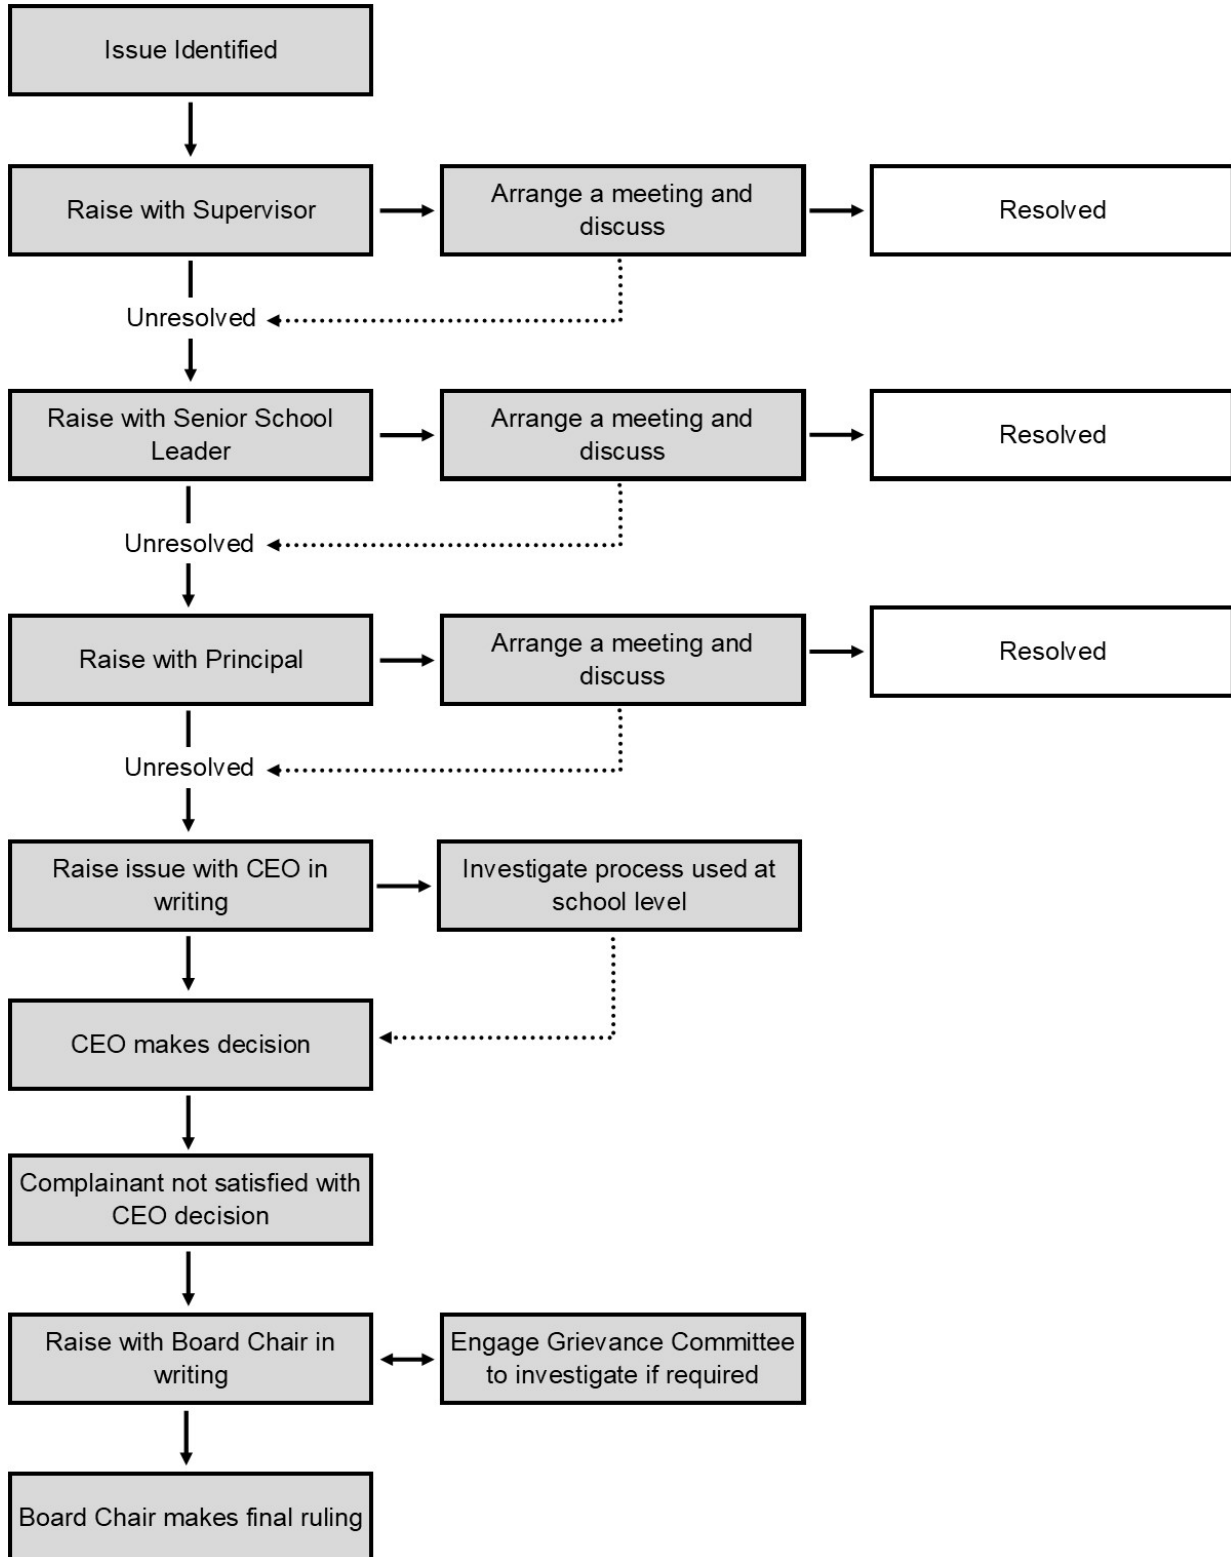 Issue Identified
Raise with Supervisor
Arrange a meeting and
discuss
Resolved
Unresolved
Raise with Senior School
Leader
Arrange a meeting and
discuss
Resolved
Unresolved
Raise with Principal
Arrange a meeting and
discuss
Resolved
Unresolved
Raise issue with CEO in
writing
Investigate process used at
school level
CEO makes decision
Complainant not satisfied with
CEO decision
Raise with Board Chair in
writing
Engage Grievance Committee
to investigate if required
Board Chair makes final ruling